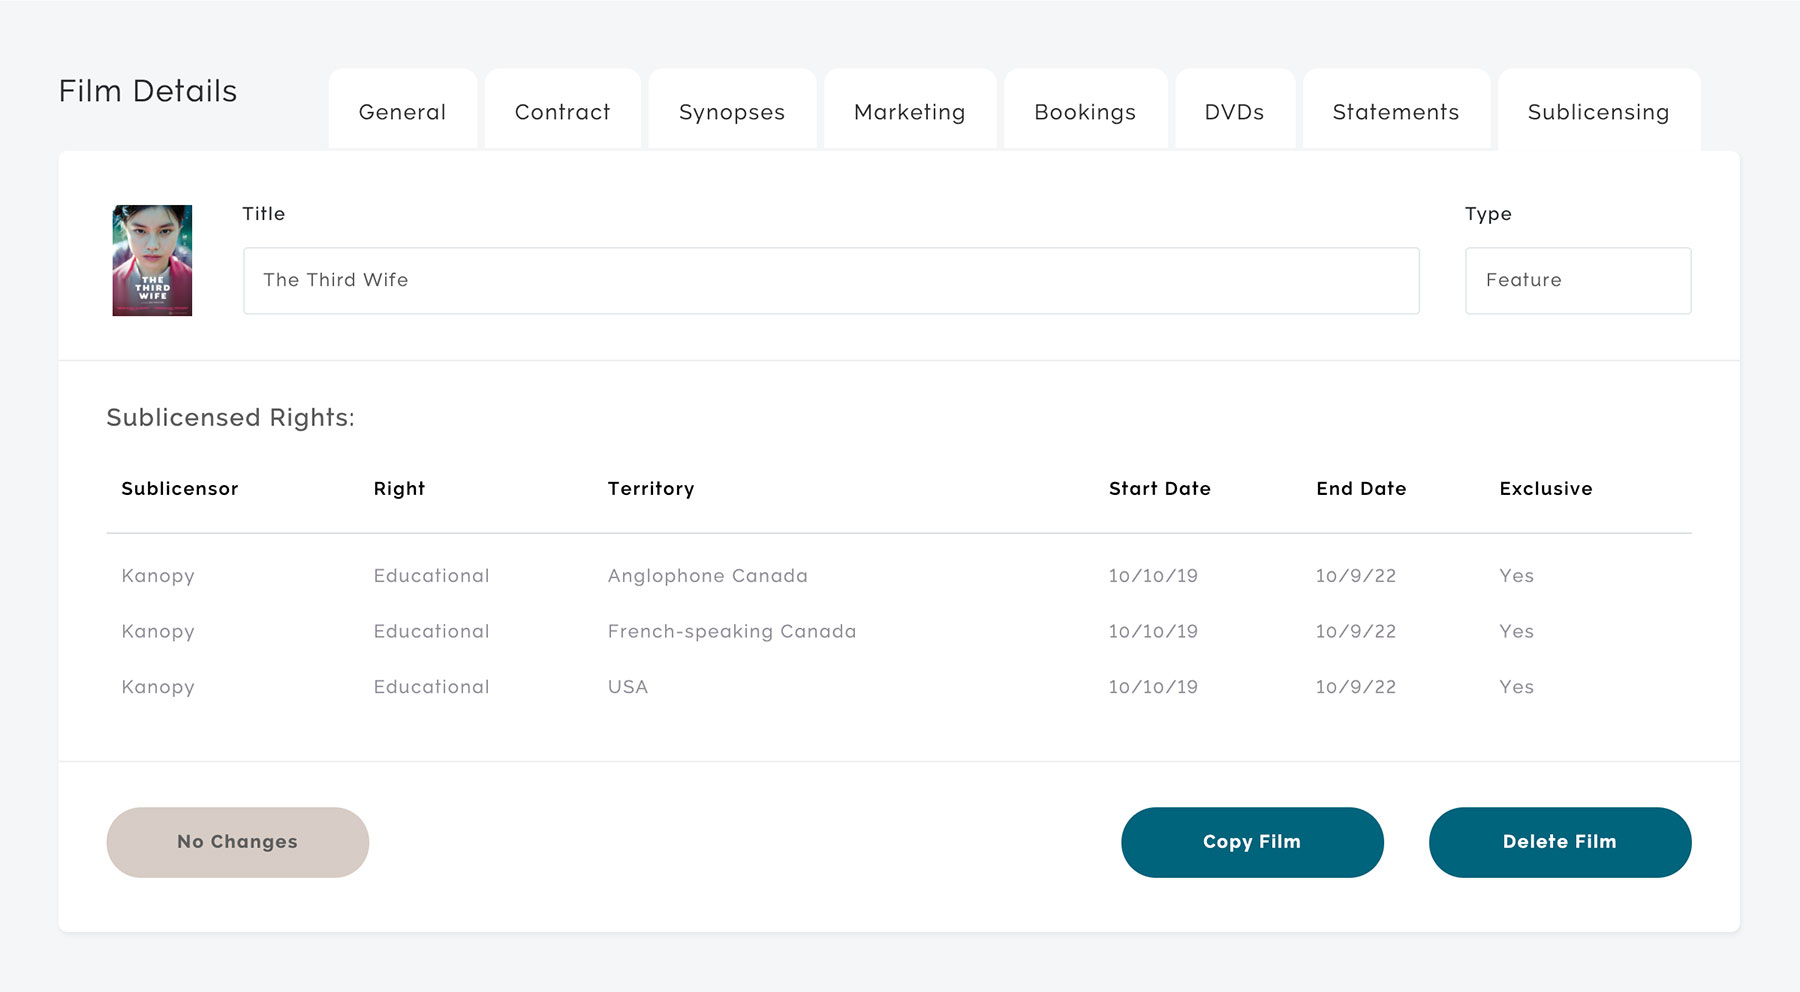 Film Details
General Contract Synopses Marketing Bookings DVDs Statements Sublicensing
Title Type
THE
THIRD
WIFE
The Third Wife Feature
Sublicensed Rights:
Sublicensor Right Territory Start Date End Date Exclusive
Kanopy Educational Anglophone Canada 10/10/19 10/9/22 Yes
Kanopy Educational French-speaking Canada 10/10/19 10/9/22 Yes
Kanopy Educational USA 10/10/19 10/9/22 Yes
No Changes Copy Film Delete Film